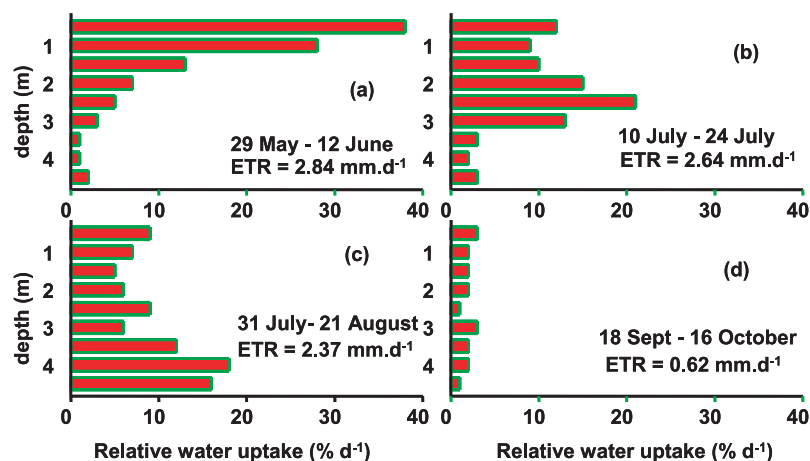 depth (m)
1
2
3
4
(a)
29 May - 12 June
ETR = 2.84 mm.d-1
0 10 20 30 40
1
2
3
4
(b)
10 July - 24 July
ETR = 2.64 mm.d-1
0 10 20 30 40
depth (m)
1
2
3
4
(c)
31 July- 21 August
ETR = 2.37 mm.d-1
0 10 20 30 40
Relative water uptake (% d-1)
1
2
3
4
(d)
18 Sept - 16 October
ETR = 0.62 mm.d-1
0 10 20 30 40
Relative water uptake (% d-1)